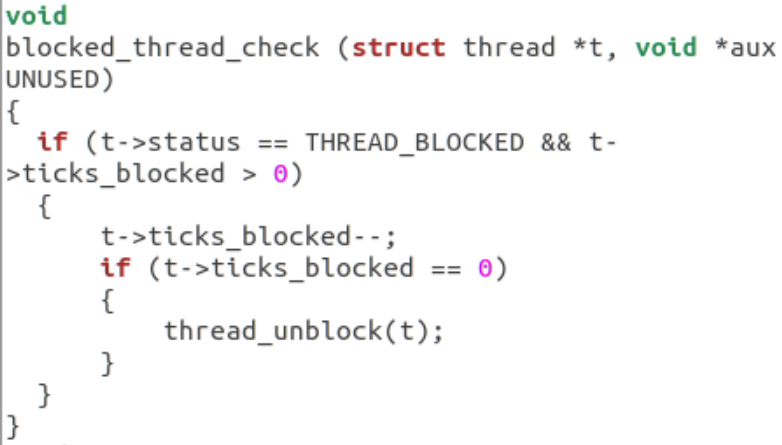 void
blocked_thread_check (struct thread *t, void *aux
UNUSED)
{
  if (t->status == THREAD_BLOCKED && t-
>ticks_blocked > 0)
  {
      t->ticks_blocked--;
      if (t->ticks_blocked == 0)
      {
          thread_unblock(t);
      }
  }
}